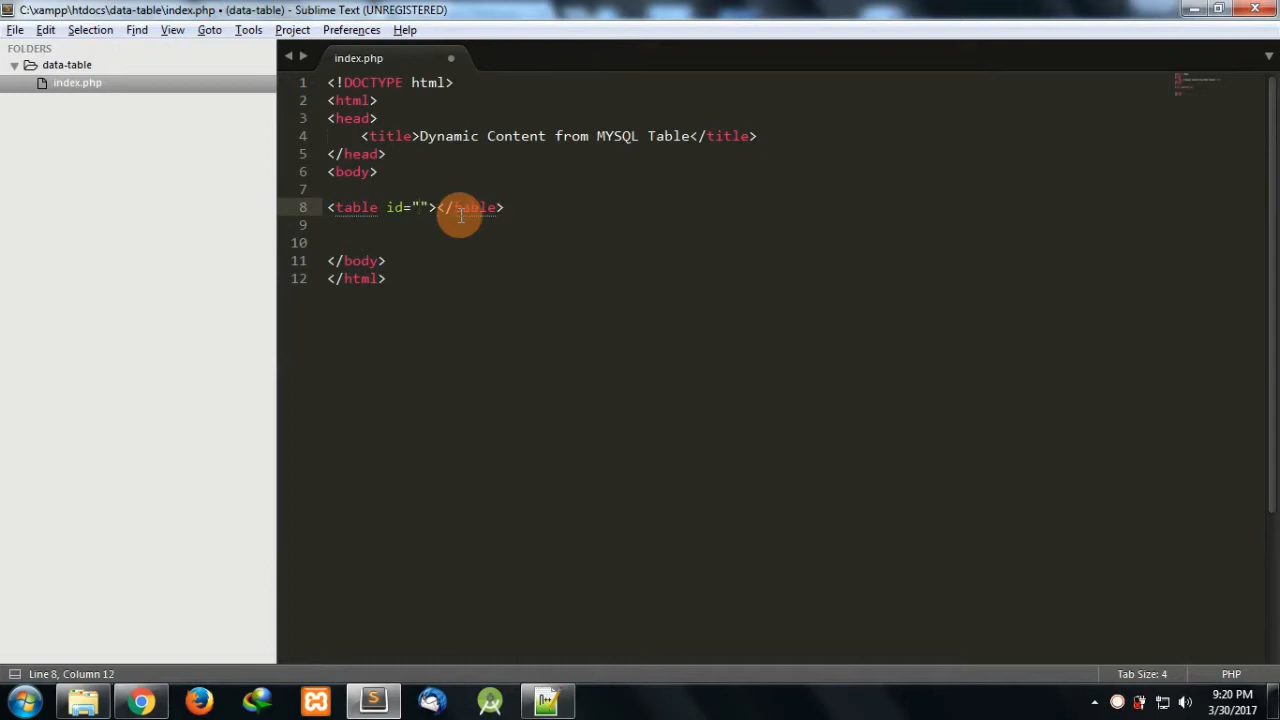 C:\xampp\htdocs\data-table\index.php • (data-table) - Sublime Text (UNREGISTERED)
File Edit Selection Find View Goto Tools Project Preferences Help
FOLDERS
data-table
index.php
index.php
1 <!DOCTYPE html>
2 <html>
3 <head>
4 <title>Dynamic Content from MYSQL Table</title>
5 </head>
6 <body>
7
8 <table id=""></table>
9
10
11 </body>
12 </html>
Line 8, Column 12
Tab Size: 4
PHP
9:20 PM
3/30/2017